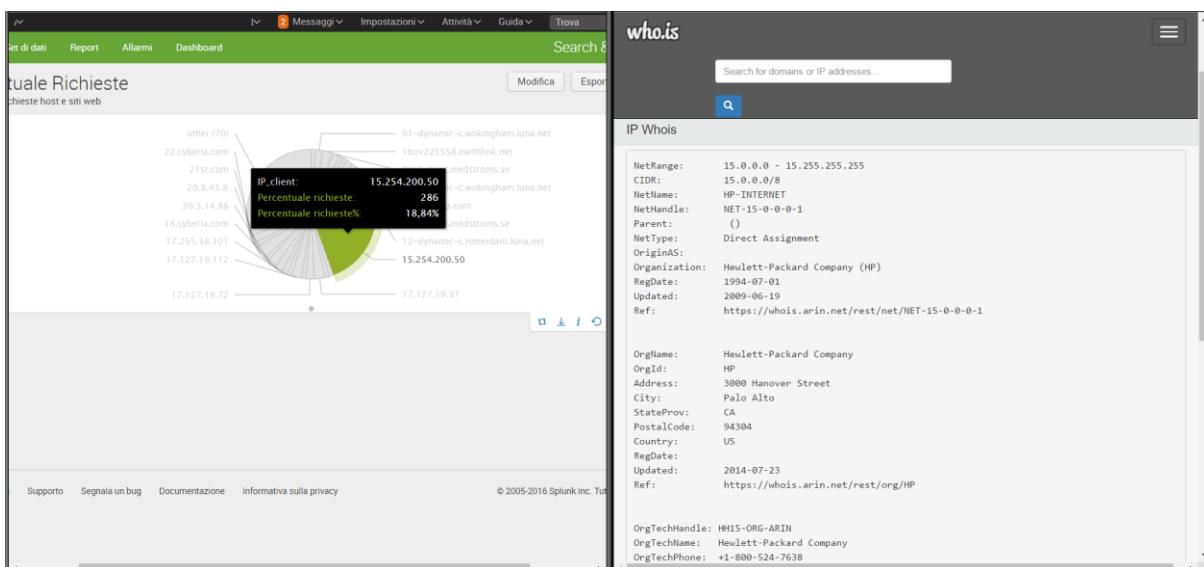 2 Messaggi Impostazioni Attività Guida Trova
Set di dati Report Allarmi Dashboard Search &
tuale Richieste
Modifica Espor
chieste host e siti web
other (70)
22.cyberia.com
21st.com
20.8.43.8
20.3.14.86
18.cyberia.com
17.255.38.101
17.127.19.112
17.127.19.72
01-dynamic-c.wokingham.luna.net
1box225558.earthlink.net
.medstroms.se
c-c.wokingham.luna.net
.com
.medstroms.se
12-dynamic-c.rotterdam.luna.net
15.254.200.50
17.127.19.37
IP_client: 15.254.200.50
Percentuale richieste: 286
Percentuale richieste%: 18,84%
Supporto Segnala un bug Documentazione Informativa sulla privacy © 2005-2016 Splunk Inc. Tut
who.is
Search for domains or IP addresses...
IP Whois
NetRange: 15.0.0.0 - 15.255.255.255
CIDR: 15.0.0.0/8
NetName: HP-INTERNET
NetHandle: NET-15-0-0-0-1
Parent: ()
NetType: Direct Assignment
OriginAS:
Organization: Hewlett-Packard Company (HP)
RegDate: 1994-07-01
Updated: 2009-06-19
Ref: https://whois.arin.net/rest/net/NET-15-0-0-0-1
OrgName: Hewlett-Packard Company
OrgId: HP
Address: 3000 Hanover Street
City: Palo Alto
StateProv: CA
PostalCode: 94304
Country: US
RegDate:
Updated: 2014-07-23
Ref: https://whois.arin.net/rest/org/HP
OrgTechHandle: HH15-ORG-ARIN
OrgTechName: Hewlett-Packard Company
OrgTechPhone: +1-800-524-7638